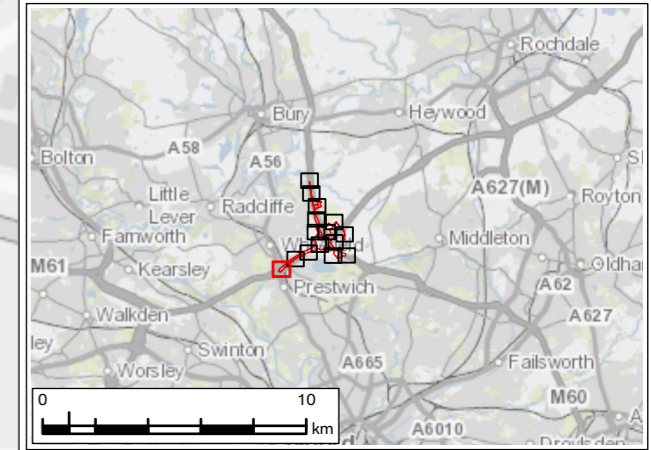 Rochdale
Bury
Heywood
A58
Bolton
A56
A627(M)
Little
Lever
Radcliffe
Royton
Farnworth
Middleton
M61
Kearsley
A62
Prestwich
Walkden
A627
Swinton
Worsley
A665
Failsworth
M60
0
10
km
A6010